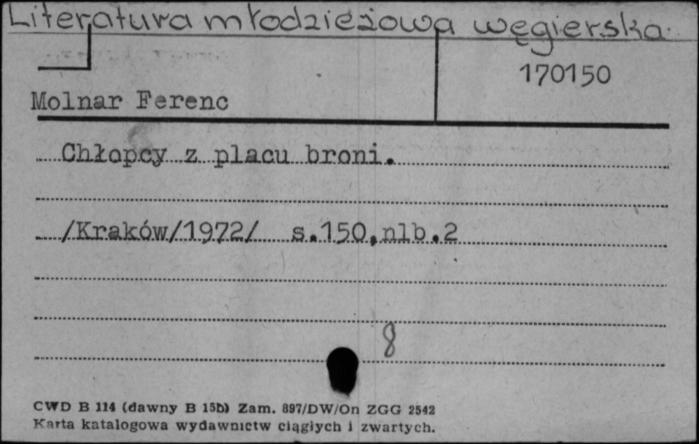 Literatura młodzieżowa węgierska.
170150
Molnar Ferenc
Chłopcy z placu broni.
/Kraków/1972/ s.150,nlb.2
8
CWD B 114 (dawny B 15b) Zam. 897/DW/On ZGG 2542
Karta katalogowa wydawnictw ciągłych i zwartych.